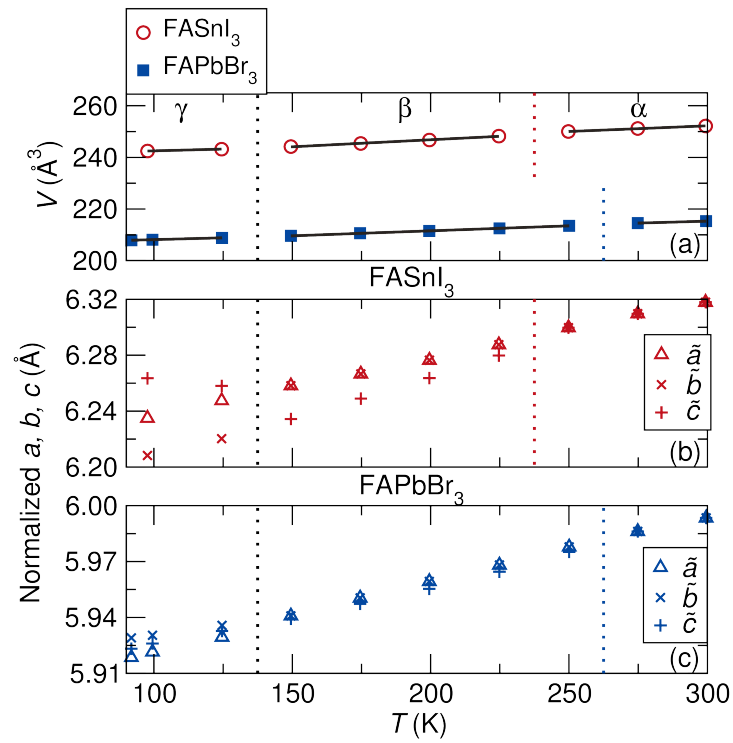 FASnI₃
FAPbBr₃
γ β α
260
240
220
200
V (Å³)
(a)
FASnI₃
6.32
6.28
6.24
6.20
ã
b̃
c̃
(b)
Normalized a, b, c (Å)
FAPbBr₃
6.00
5.97
5.94
5.91
ã
b̃
c̃
(c)
100 150 200 250 300
T (K)